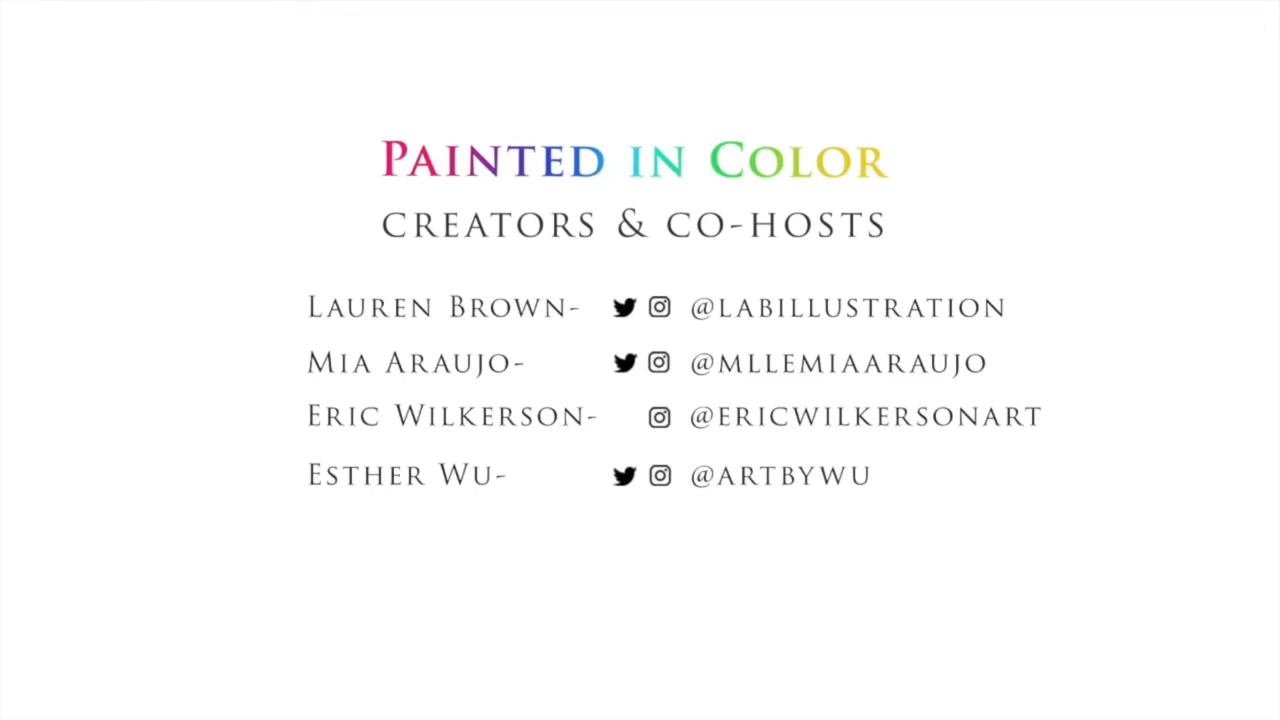 Painted in Color
creators & co-hosts
Lauren Brown- @labillustration
Mia Araujo- @mllemiaaraujo
Eric Wilkerson- @ericwilkersonart
Esther Wu- @artbywu